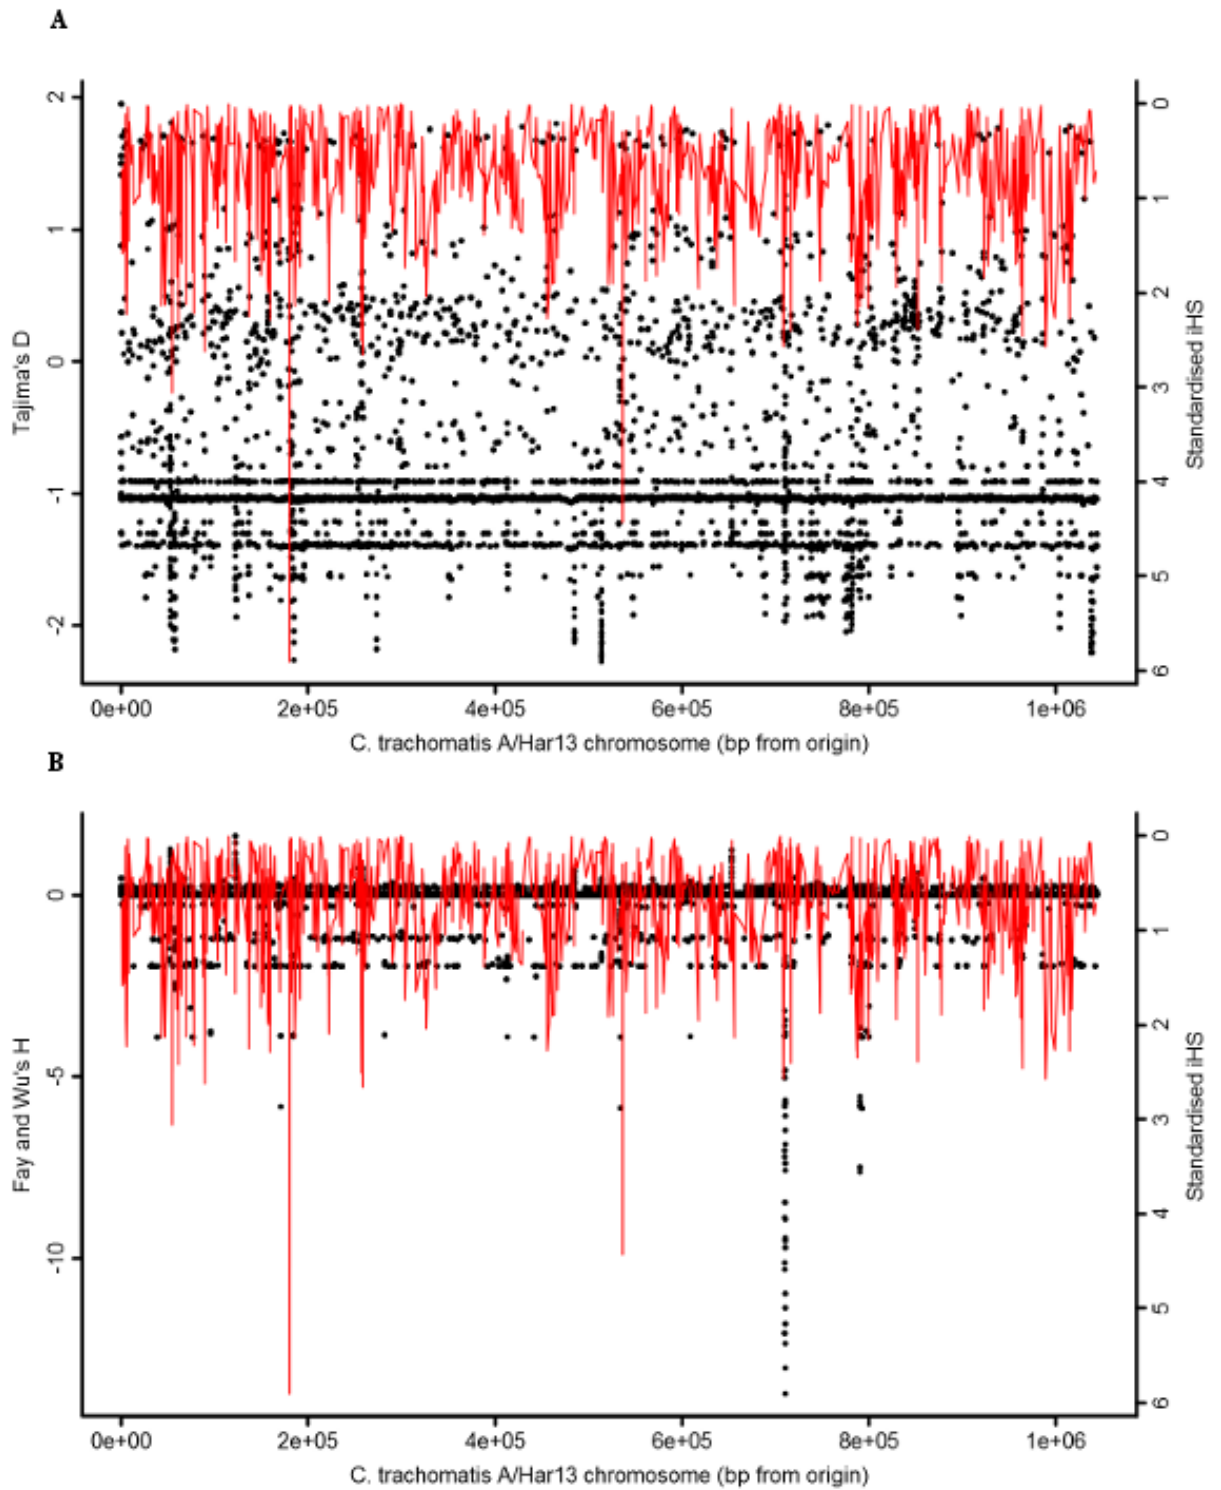 A
2
1
0
-1
-2
Tajima's D
0
1
2
3
4
5
6
Standardised iHS
0e+00 2e+05 4e+05 6e+05 8e+05 1e+06
C. trachomatis A/Har13 chromosome (bp from origin)
B
0
-5
-10
Fay and Wu's H
0
1
2
3
4
5
6
Standardised iHS
0e+00 2e+05 4e+05 6e+05 8e+05 1e+06
C. trachomatis A/Har13 chromosome (bp from origin)